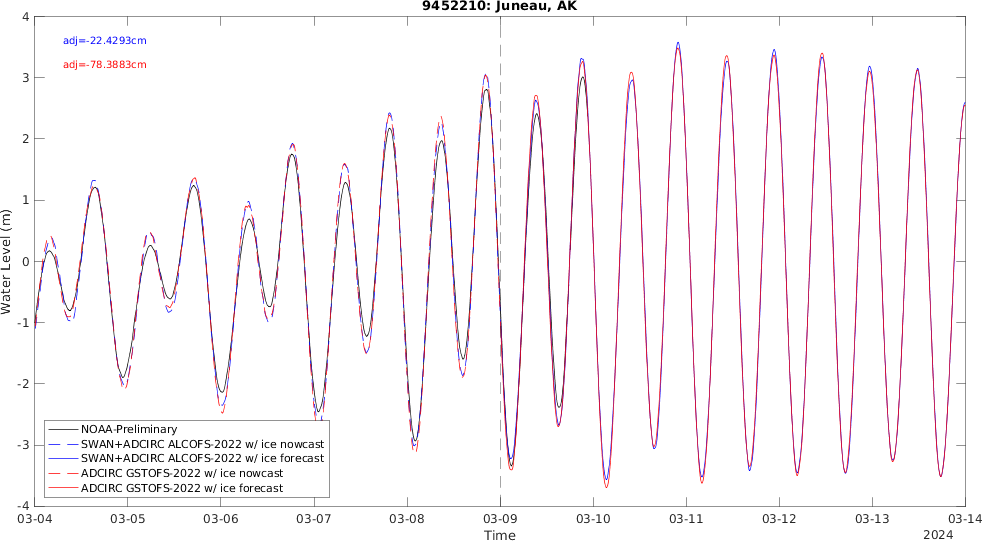 9452210: Juneau, AK
adj=-22.4293cm
adj=-78.3883cm
Water Level (m)
4
3
2
1
0
-1
-2
-3
-4
NOAA-Preliminary
SWAN+ADCIRC ALCOFS-2022 w/ ice nowcast
SWAN+ADCIRC ALCOFS-2022 w/ ice forecast
ADCIRC GSTOFS-2022 w/ ice nowcast
ADCIRC GSTOFS-2022 w/ ice forecast
03-04 03-05 03-06 03-07 03-08 03-09 03-10 03-11 03-12 03-13 03-14
Time
2024